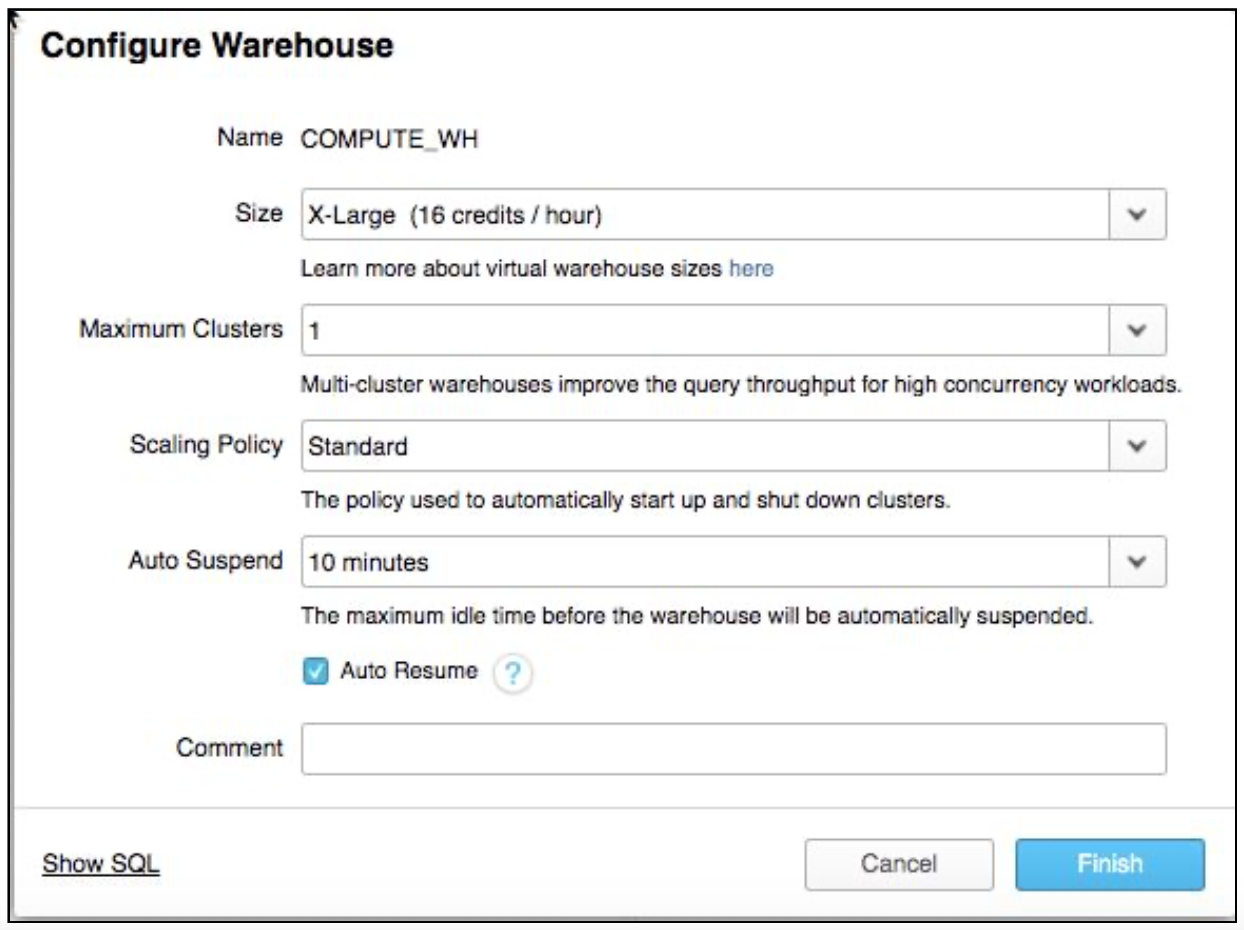 Configure Warehouse
Name COMPUTE_WH
Size X-Large (16 credits / hour)
Learn more about virtual warehouse sizes here
Maximum Clusters 1
Multi-cluster warehouses improve the query throughput for high concurrency workloads.
Scaling Policy Standard
The policy used to automatically start up and shut down clusters.
Auto Suspend 10 minutes
The maximum idle time before the warehouse will be automatically suspended.
Auto Resume ?
Comment
Show SQL Cancel Finish